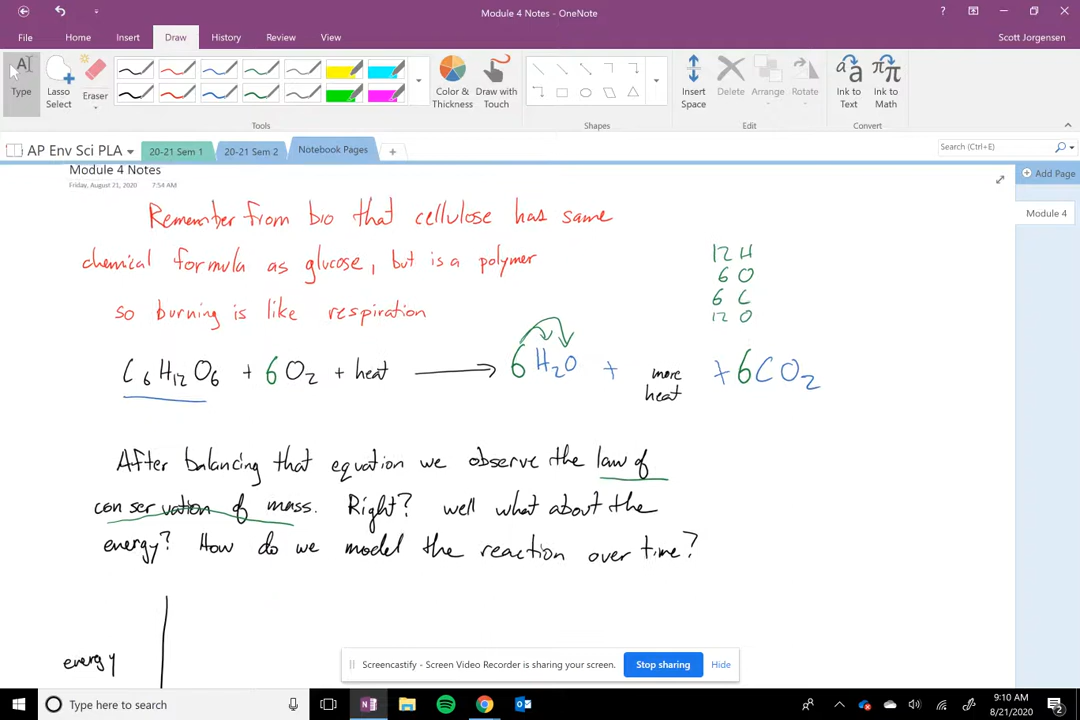 Module 4 Notes - OneNote
Scott Jorgensen
File Home Insert Draw History Review View
Type
Lasso Select
Eraser
Color & Thickness
Draw with Touch
Insert Space
Delete
Arrange
Rotate
Ink to Text
Ink to Math
Tools
Shapes
Edit
Convert
AP Env Sci PLA
20-21 Sem 1
20-21 Sem 2
Notebook Pages
Search (Ctrl+E)
Module 4 Notes
Friday, August 21, 2020 7:54 AM
Add Page
Module 4
Remember from bio that cellulose has same
chemical formula as glucose, but is a polymer
so burning is like respiration
12 H
6 O
6 C
12 O
C6H12O6 + 6 O2 + heat → 6 H2O + more heat + 6 CO2
After balancing that equation we observe the law of
conservation of mass. Right? well what about the
energy? How do we model the reaction over time?
energy
Screencastify - Screen Video Recorder is sharing your screen.
Stop sharing
Hide
Type here to search
9:10 AM
8/21/2020
2